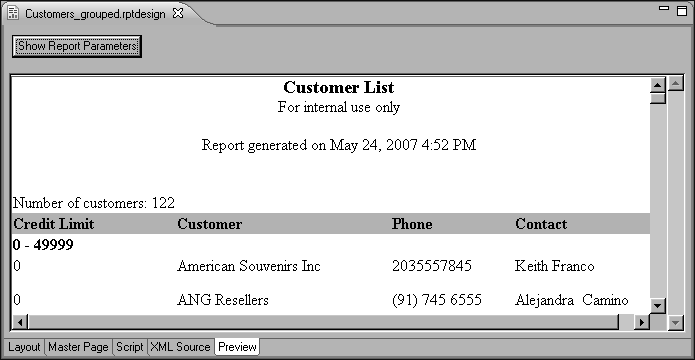 Customers_grouped.rptdesign
Show Report Parameters
Customer List
For internal use only
Report generated on May 24, 2007 4:52 PM
Number of customers: 122
Credit Limit Customer Phone Contact
0 - 49999
0 American Souvenirs Inc 2035557845 Keith Franco
0 ANG Resellers (91) 745 6555 Alejandra Camino
Layout Master Page Script XML Source Preview